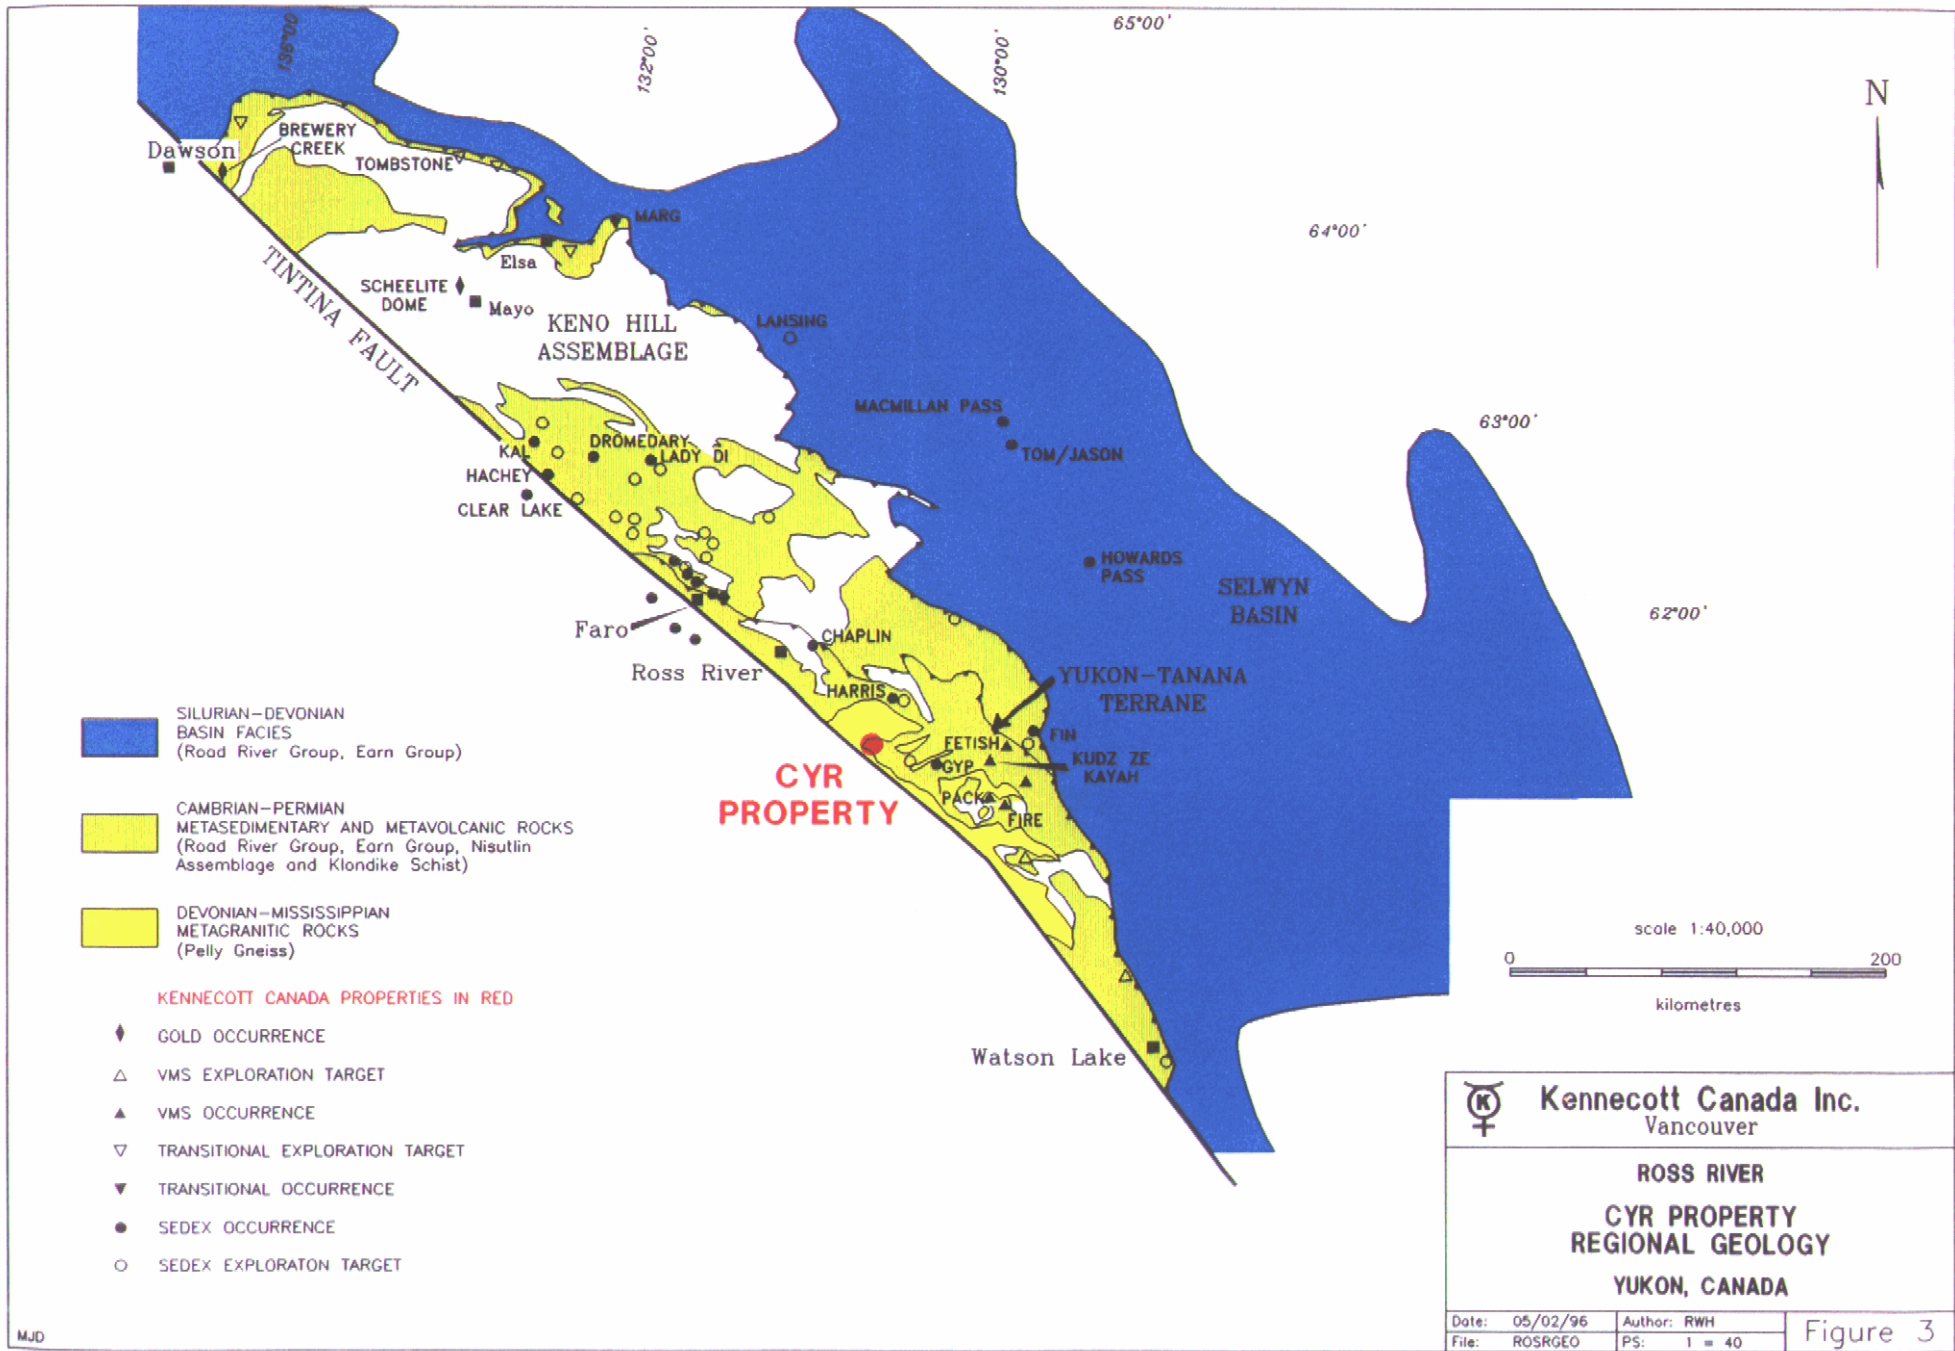 136°00'
132°00'
130°00'
65°00'
N
Dawson
BREWERY
CREEK
TOMBSTONE
MARG
64°00'
Elsa
TINTINA FAULT
SCHEELITE
DOME
Mayo
KENO HILL
ASSEMBLAGE
LANSING
MACMILLAN PASS
TOM/JASON
63°00'
KAL
DROMEDARY
LADY DI
HACHEY
CLEAR LAKE
HOWARDS
PASS
SELWYN
BASIN
62°00'
Faro
CHAPLIN
Ross River
HARRIS
YUKON-TANANA
TERRANE
FETISH
FIN
GYP
KUDZ ZE
KAYAH
PACK
FIRE
CYR
PROPERTY
Watson Lake
SILURIAN-DEVONIAN
BASIN FACIES
(Road River Group, Earn Group)
CAMBRIAN-PERMIAN
METASEDIMENTARY AND METAVOLCANIC ROCKS
(Road River Group, Earn Group, Nisutlin
Assemblage and Klondike Schist)
DEVONIAN-MISSISSIPPIAN
METAGRANITIC ROCKS
(Pelly Gneiss)
KENNECOTT CANADA PROPERTIES IN RED
GOLD OCCURRENCE
VMS EXPLORATION TARGET
VMS OCCURRENCE
TRANSITIONAL EXPLORATION TARGET
TRANSITIONAL OCCURRENCE
SEDEX OCCURRENCE
SEDEX EXPLORATON TARGET
scale 1:40,000
0 200
kilometres
K
Kennecott Canada Inc.
Vancouver
ROSS RIVER
CYR PROPERTY
REGIONAL GEOLOGY
YUKON, CANADA
Date: 05/02/96 Author: RWH
File: ROSRGEO PS: 1 = 40
Figure 3
MJD